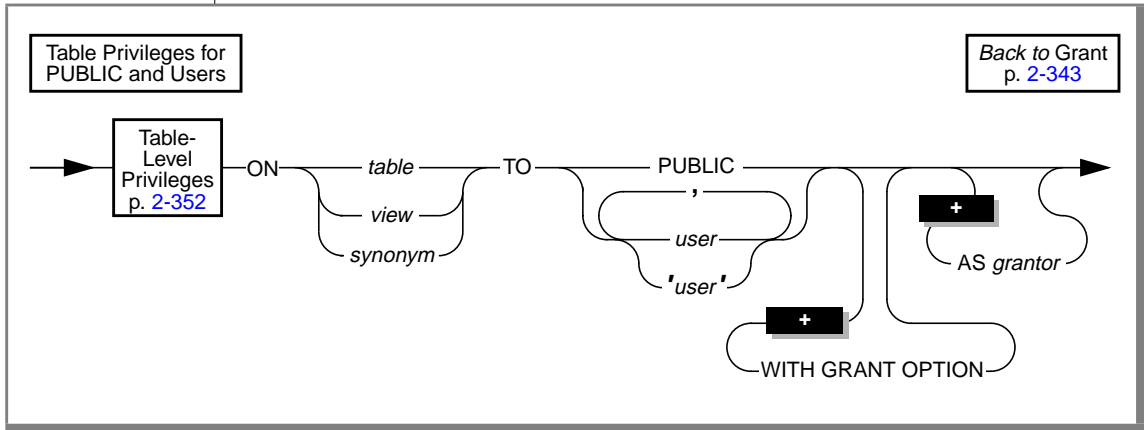 Table Privileges for
PUBLIC and Users
Back to Grant
p. 2-343
Table-
Level
Privileges
p. 2-352
ON
table
view
synonym
TO
PUBLIC
,
user
'user'
+
AS grantor
+
WITH GRANT OPTION